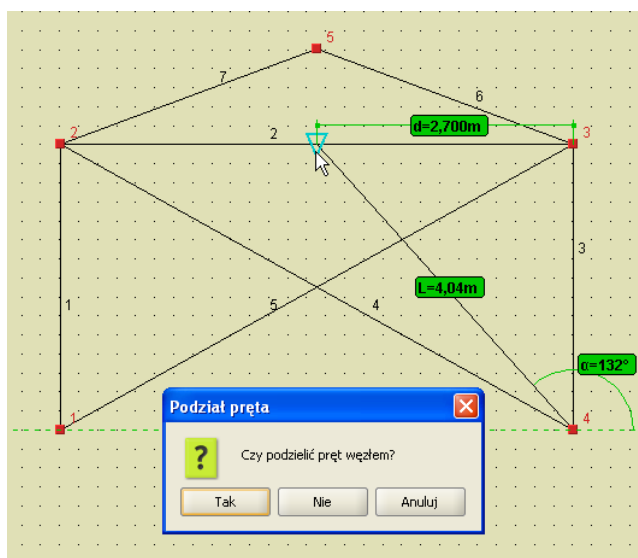 5
7
6
2
2
d=2,700m
3
3
L=4,04m
1
5
4
α=132°
1
4
Podział pręta
? Czy podzielić pręt węzłem?
Tak Nie Anuluj